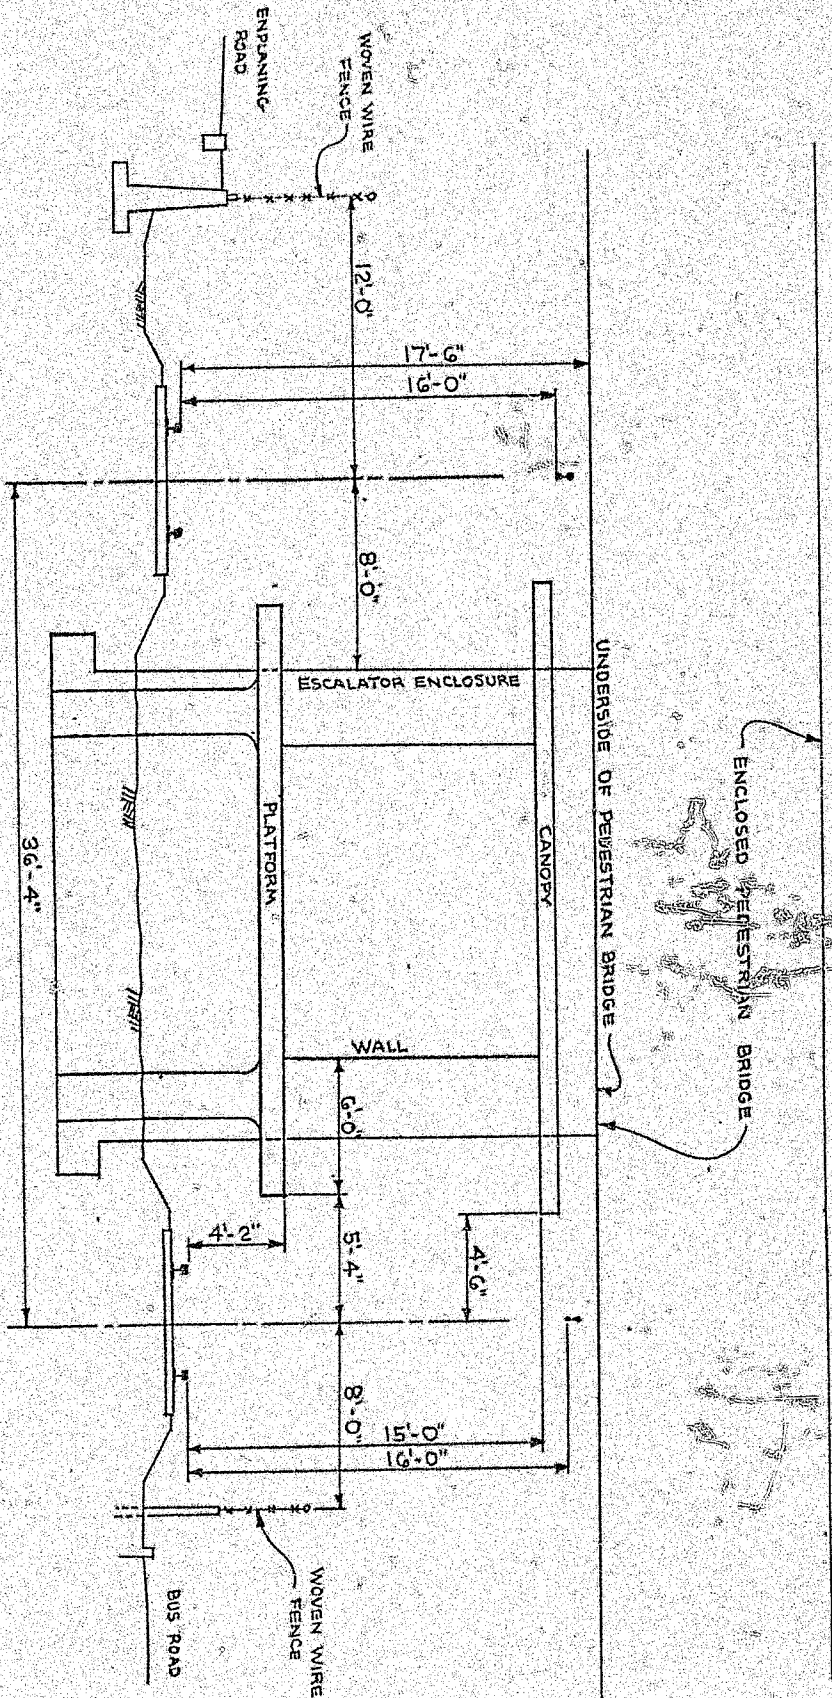 ENCLOSED PEDESTRIAN BRIDGE
UNDERSIDE OF PEDESTRIAN BRIDGE
WOVEN WIRE
FENCE
ENPLANING
ROAD
12'-0"
17'-6"
16'-0"
8'-0"
ESCALATOR ENCLOSURE
CANOPY
PLATFORM
WALL
6'-0"
5'-4"
4'-2"
4'-6"
8'-0"
15'-0"
16'-0"
WOVEN WIRE
FENCE
BUS ROAD
36'-4"